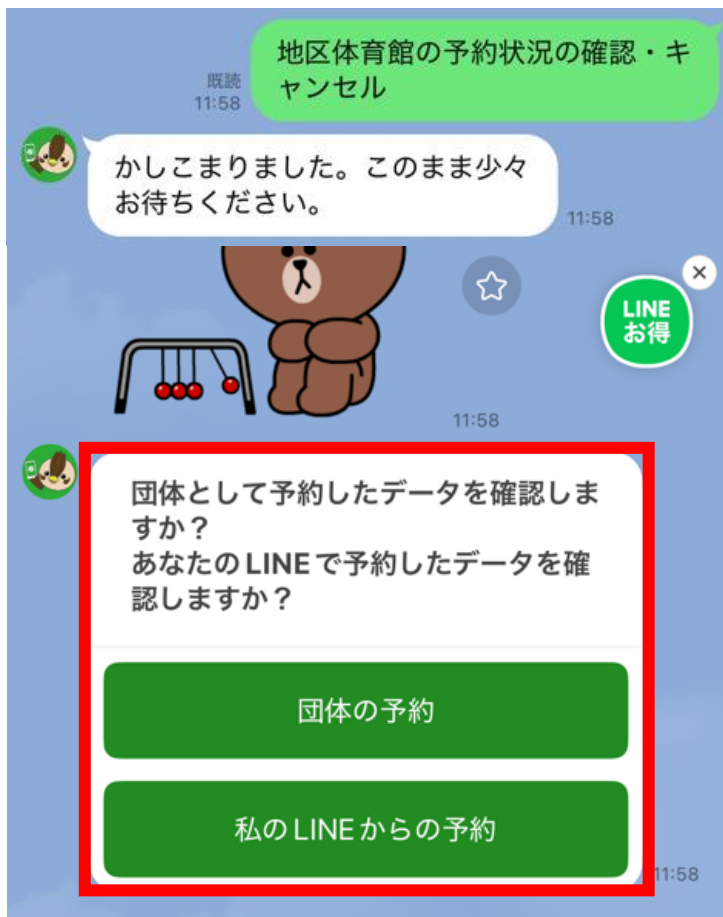 地区体育館の予約状況の確認・キ
ャンセル
既読
11:58
かしこまりました。このまま少々
お待ちください。
11:58
LINE
お得
11:58
団体として予約したデータを確認しま
すか？
あなたのLINEで予約したデータを確
認しますか？
団体の予約
私のLINEからの予約
11:58